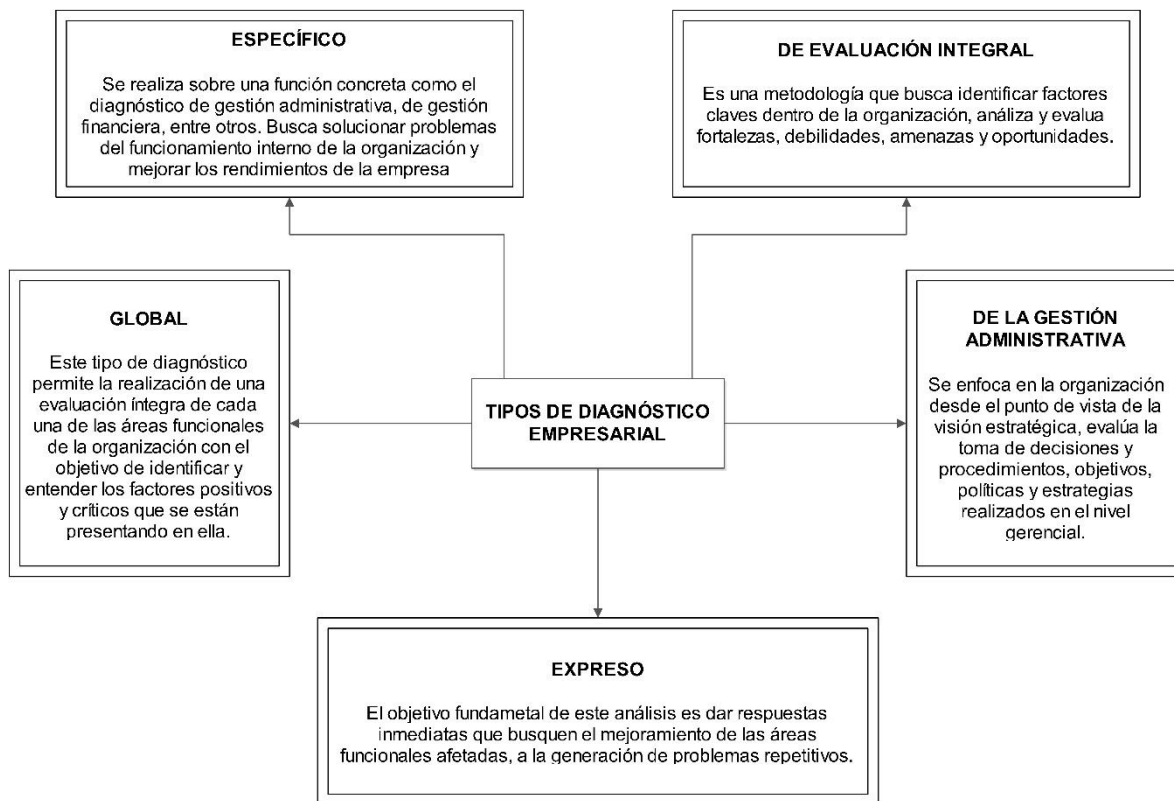 ESPECÍFICO
Se realiza sobre una función concreta como el
diagnóstico de gestión administrativa, de gestión
financiera, entre otros. Busca solucionar problemas
del funcionamiento interno de la organización y
mejorar los rendimientos de la empresa
DE EVALUACIÓN INTEGRAL
Es una metodología que busca identificar factores
claves dentro de la organización, análiza y evalua
fortalezas, debilidades, amenazas y oportunidades.
GLOBAL
Este tipo de diagnóstico
permite la realización de una
evaluación íntegra de cada
una de las áreas funcionales
de la organización con el
objetivo de identificar y
entender los factores positivos
y críticos que se están
presentando en ella.
TIPOS DE DIAGNÓSTICO
EMPRESARIAL
DE LA GESTIÓN
ADMINISTRATIVA
Se enfoca en la organización
desde el punto de vista de la
visión estratégica, evalúa la
toma de decisiones y
procedimientos, objetivos,
políticas y estrategias
realizados en el nivel
gerencial.
EXPRESO
El objetivo fundametal de este análisis es dar respuestas
inmediatas que busquen el mejoramiento de las áreas
funcionales afectadas, a la generación de problemas repetitivos.